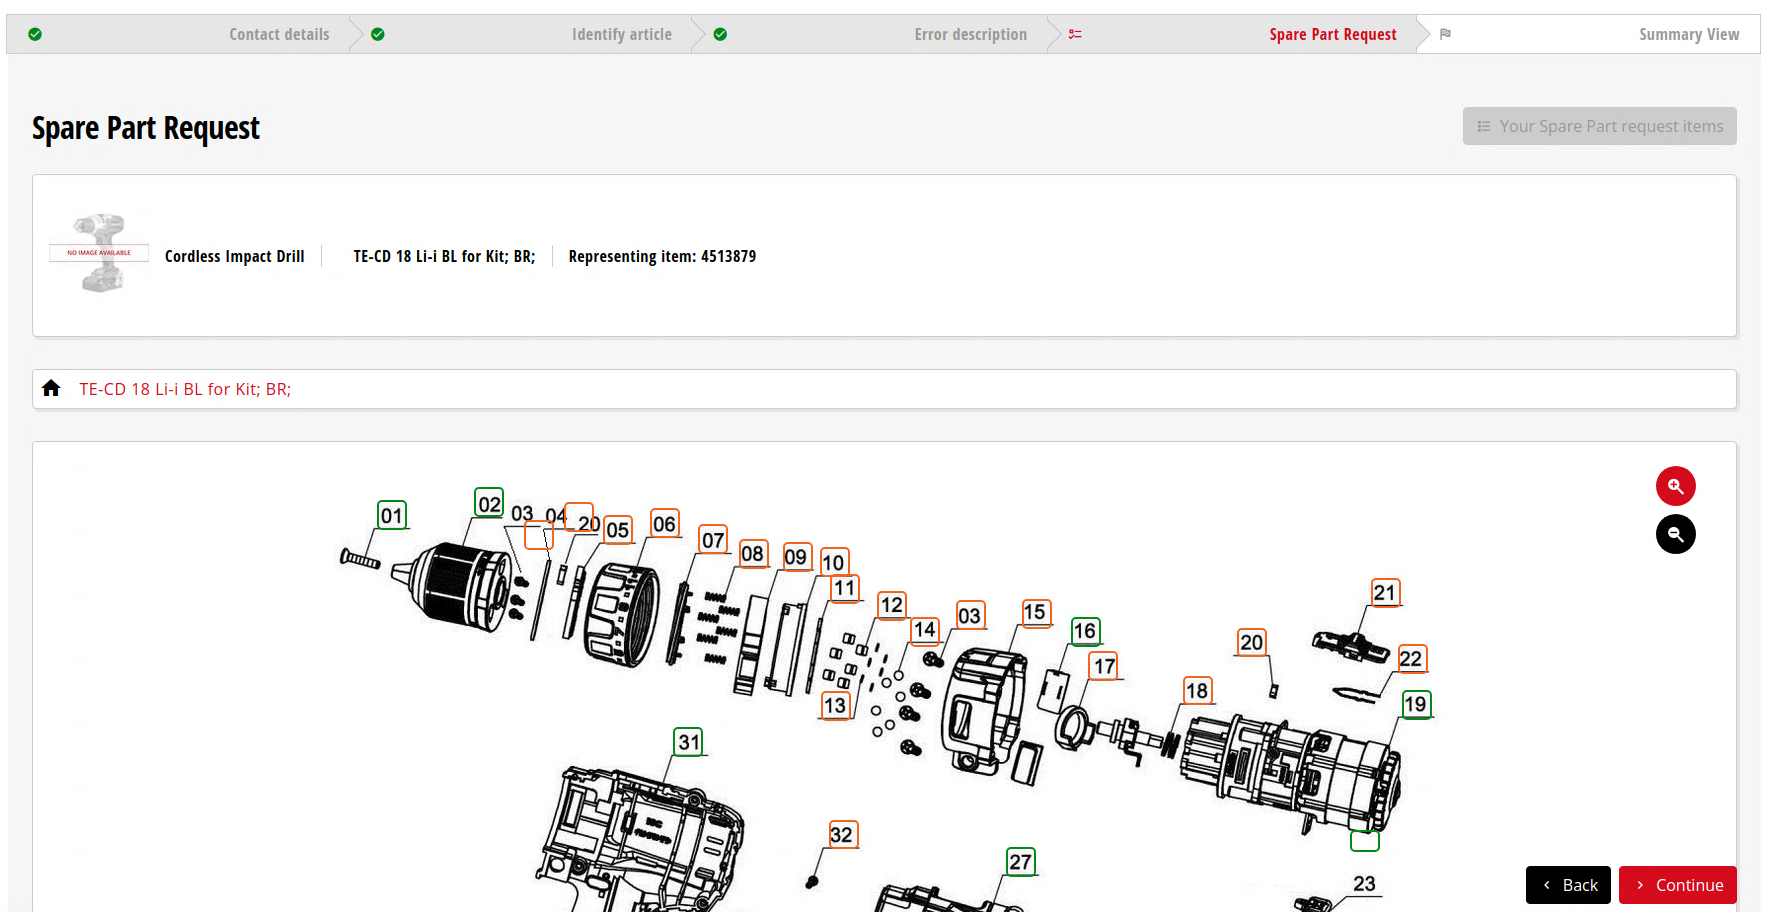 Contact details
Identify article
Error description
Spare Part Request
Summary View
Spare Part Request
Your Spare Part request items
NO IMAGE AVAILABLE
Cordless Impact Drill
TE-CD 18 Li-i BL for Kit; BR;
Representing item: 4513879
TE-CD 18 Li-i BL for Kit; BR;
01
02
03
04
20
05
06
07
08
09
10
11
12
13
14
03
15
16
17
18
20
21
22
19
31
32
27
23
Back
Continue